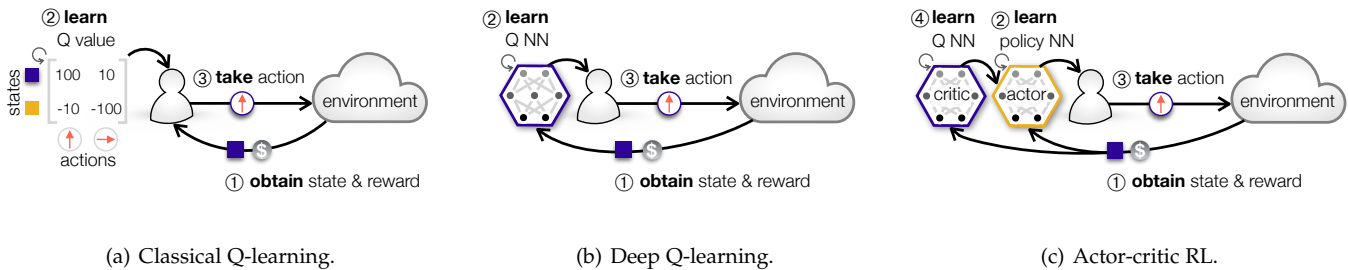 ② learn
Q value
states
100 10
-10 -100
actions
③ take action
environment
$
① obtain state & reward
(a) Classical Q-learning.
② learn
Q NN
③ take action
environment
$
① obtain state & reward
(b) Deep Q-learning.
④ learn
Q NN
② learn
policy NN
critic
actor
③ take action
environment
$
① obtain state & reward
(c) Actor-critic RL.